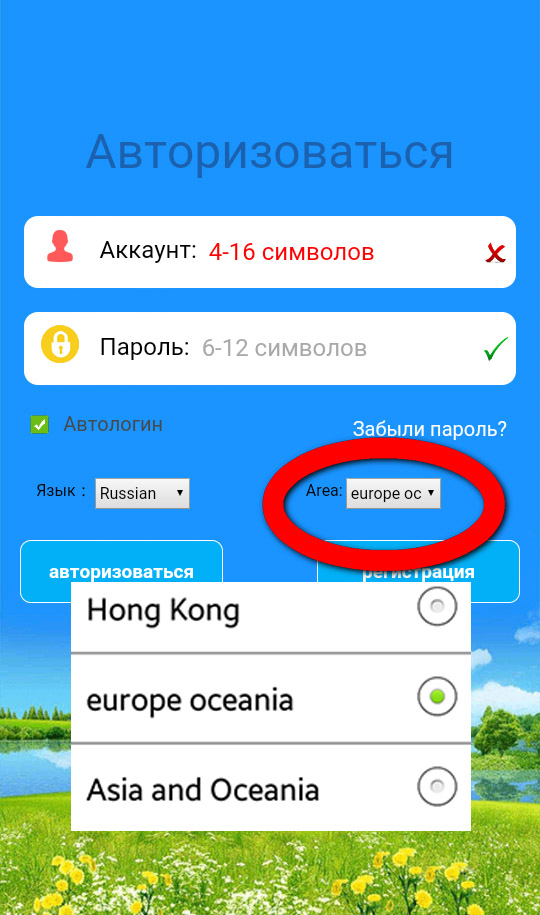 Авторизоваться
Аккаунт: 4-16 символов
Пароль: 6-12 символов
Автологин
Забыли пароль?
Язык : Russian
Area: europe oc
авторизоваться
регистрация
Hong Kong
europe oceania
Asia and Oceania